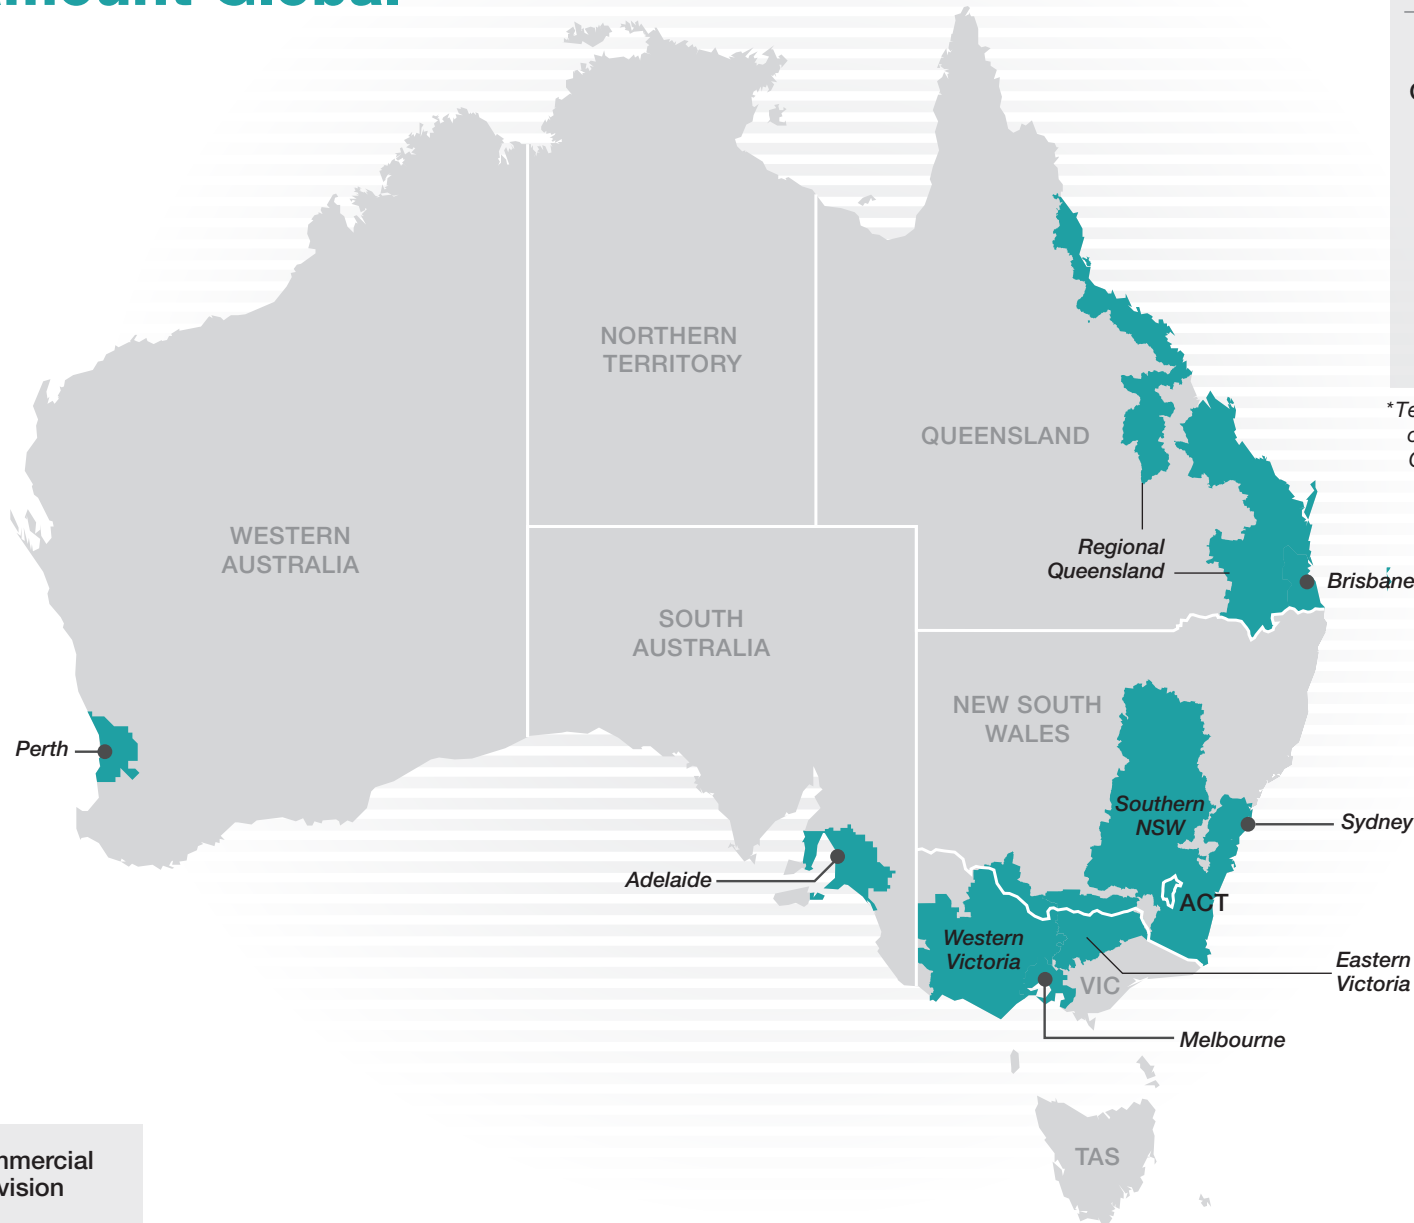 Global
NORTHERN
TERRITORY
QUEENSLAND
WESTERN
AUSTRALIA
Regional
Queensland
Brisbane
SOUTH
AUSTRALIA
NEW SOUTH
WALES
Perth
Southern
NSW
Sydney
Adelaide
ACT
Western
Victoria
Eastern
Victoria
VIC
Melbourne
TAS